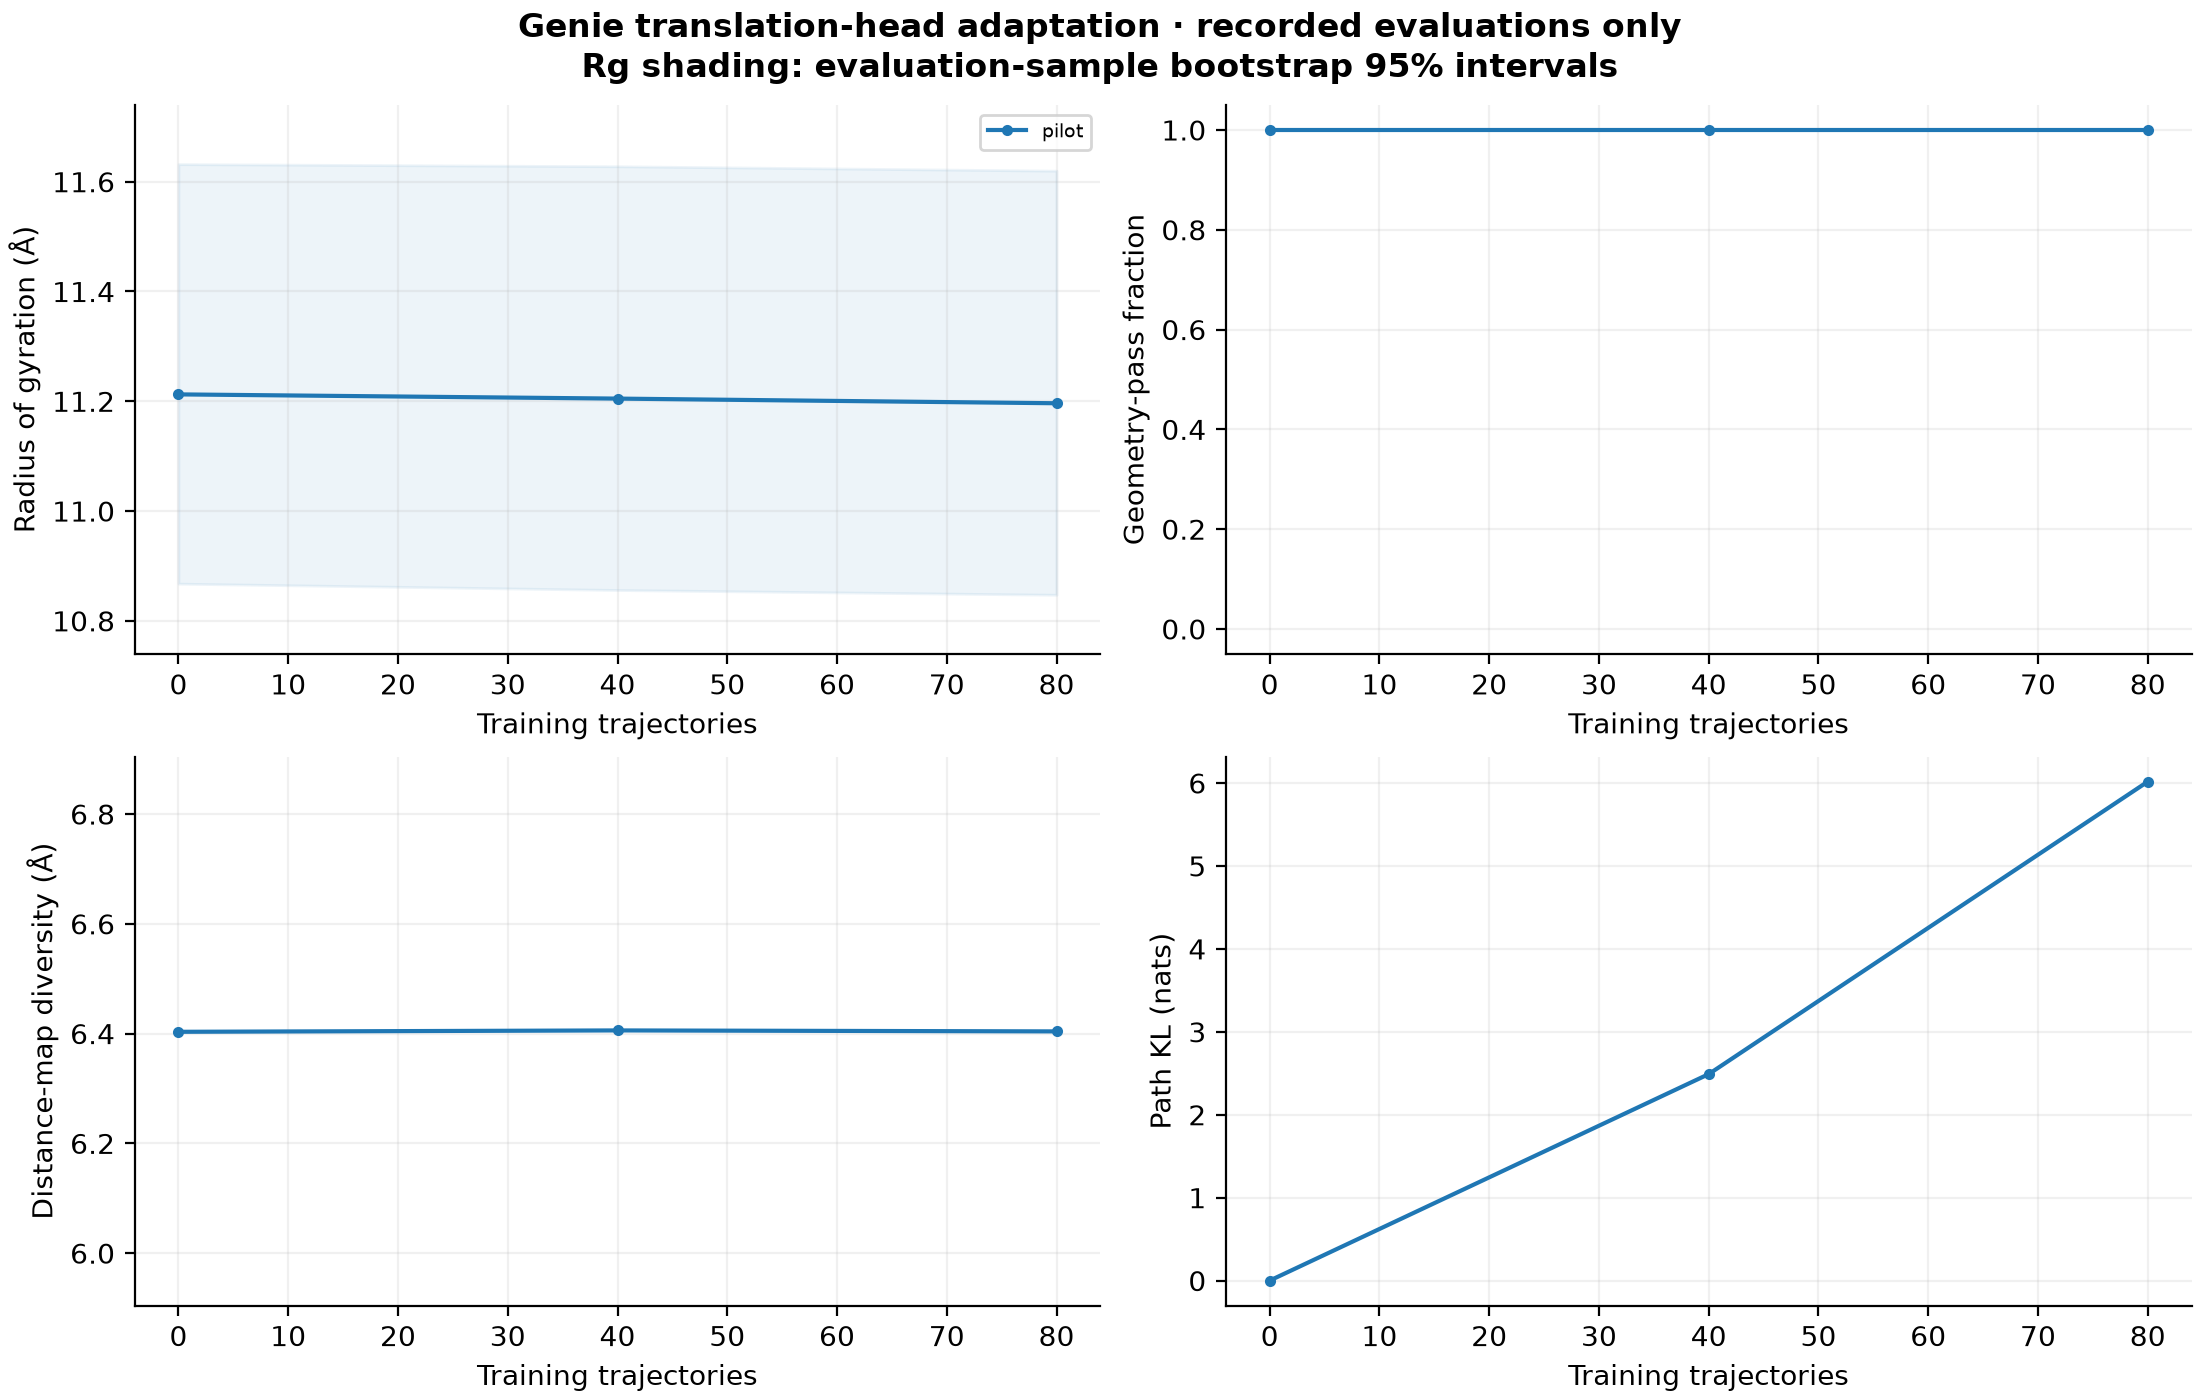 Genie translation-head adaptation · recorded evaluations only
Rg shading: evaluation-sample bootstrap 95% intervals
pilot
Radius of gyration (Å)
11.6
11.4
11.2
11.0
10.8
0 10 20 30 40 50 60 70 80
Training trajectories
Geometry-pass fraction
1.0
0.8
0.6
0.4
0.2
0.0
0 10 20 30 40 50 60 70 80
Training trajectories
Distance-map diversity (Å)
6.8
6.6
6.4
6.2
6.0
0 10 20 30 40 50 60 70 80
Training trajectories
Path KL (nats)
6
5
4
3
2
1
0
0 10 20 30 40 50 60 70 80
Training trajectories